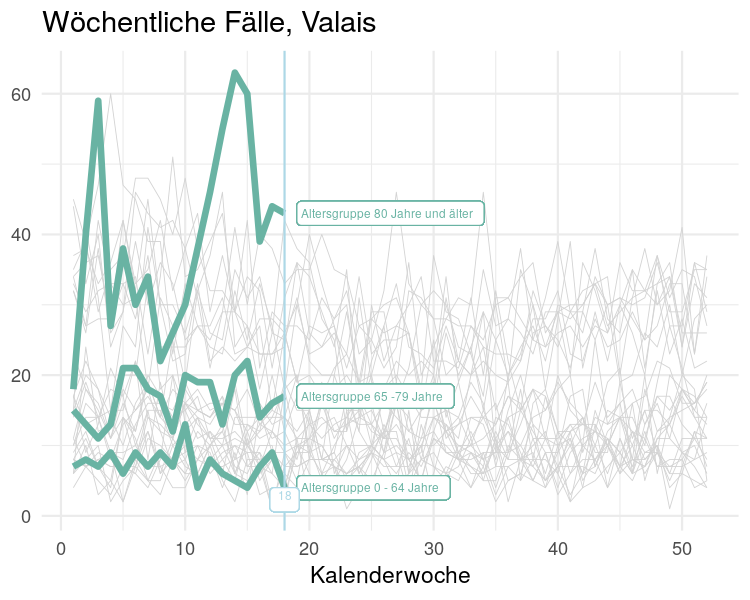 Wöchentliche Fälle, Valais
60
40
20
0
Altersgruppe 80 Jahre und älter
Altersgruppe 65 -79 Jahre
Altersgruppe 0 - 64 Jahre
18
0
10
20
30
40
50
Kalenderwoche